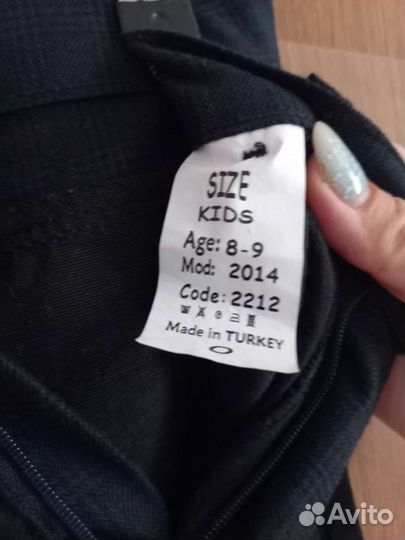 SIZE
KIDS
Age: 8-9
Mod: 2014
Code: 2212
Made in TURKEY
Avito